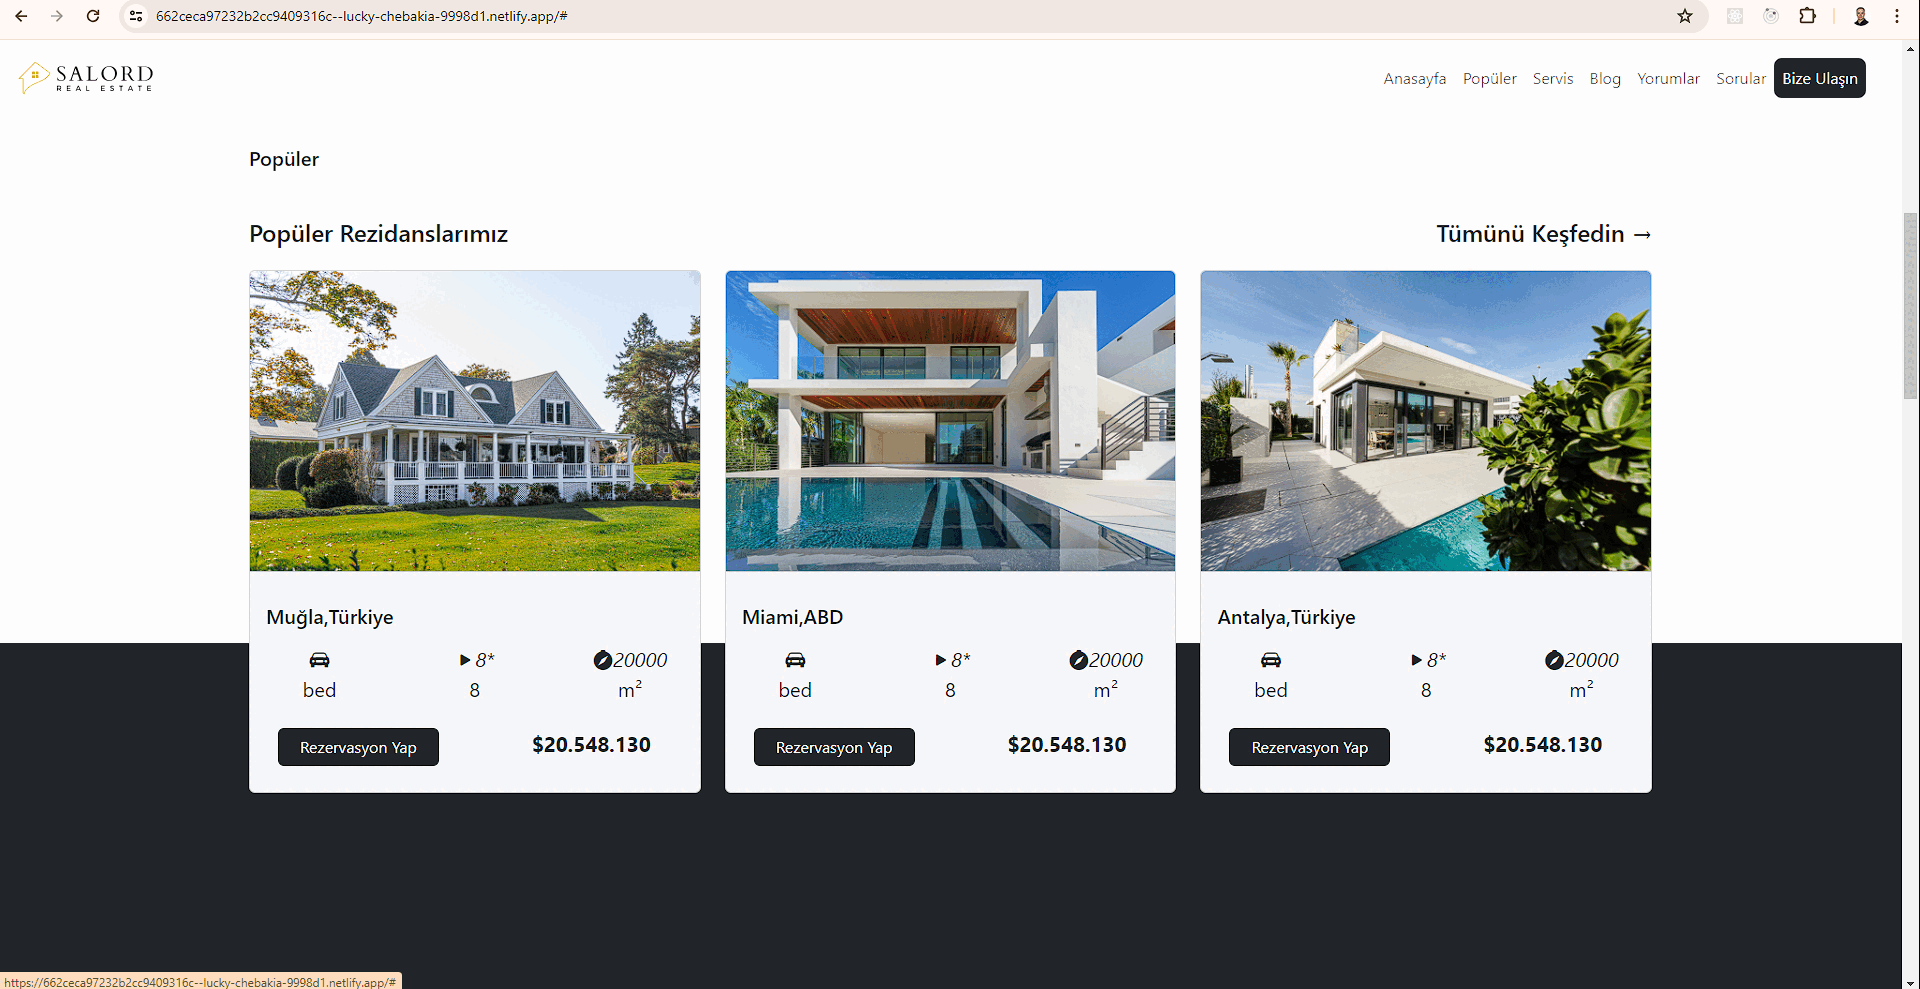 662ceca97232b2cc9409316c--lucky-chebakia-9998d1.netlify.app/#
SALORD
REAL ESTATE
Anasayfa Popüler Servis Blog Yorumlar Sorular Bize Ulaşın
Popüler
Popüler Rezidanslarımız
Tümünü Keşfedin →
Muğla,Türkiye
8* 20000
bed 8 m²
Rezervasyon Yap $20.548.130
Miami,ABD
8* 20000
bed 8 m²
Rezervasyon Yap $20.548.130
Antalya,Türkiye
8* 20000
bed 8 m²
Rezervasyon Yap $20.548.130
https://662ceca97232b2cc9409316c--lucky-chebakia-9998d1.netlify.app/#